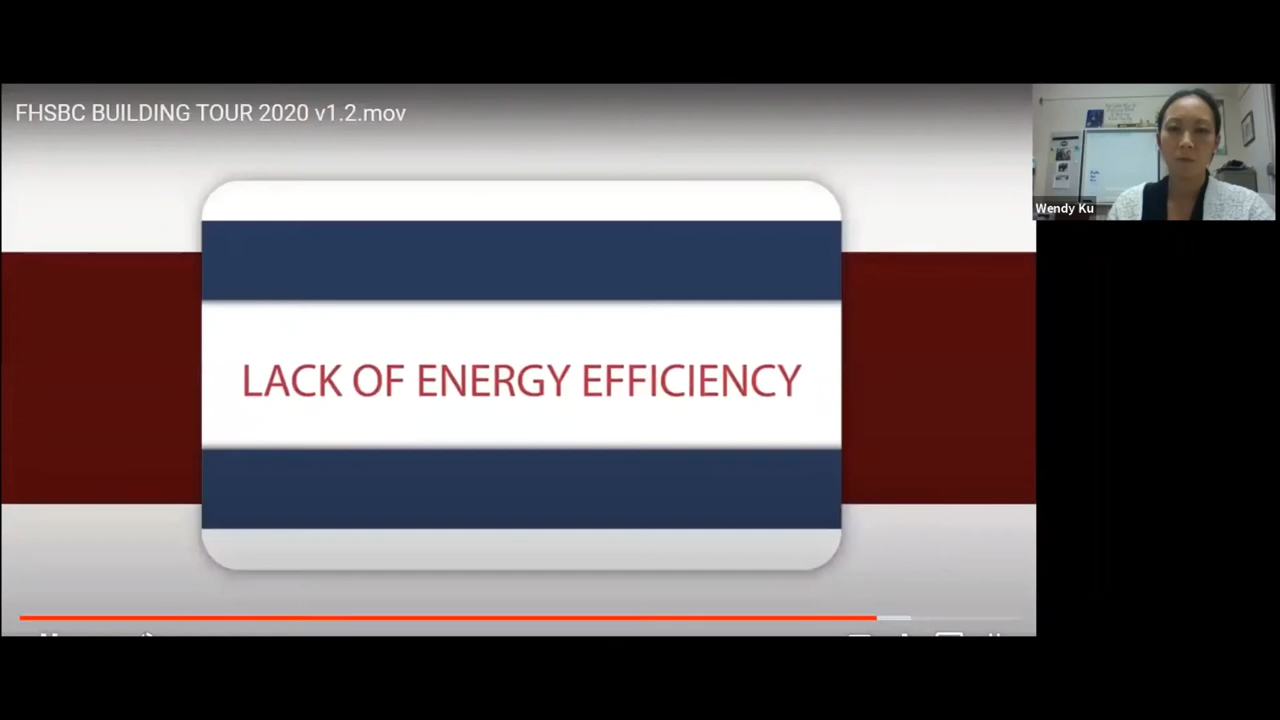 FHSBC BUILDING TOUR 2020 v1.2.mov
LACK OF ENERGY EFFICIENCY
Wendy Ku